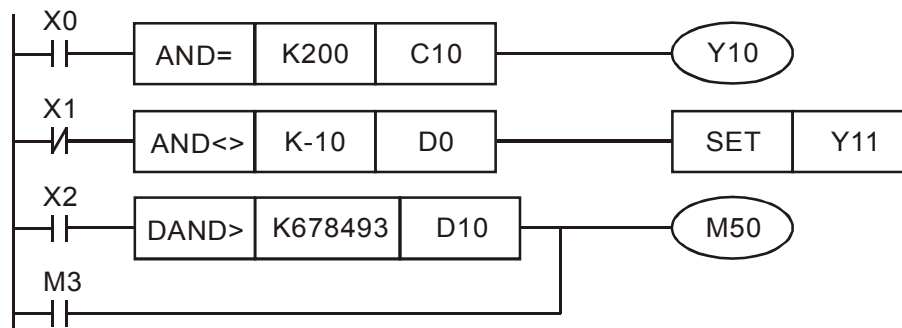 X0
AND= K200 C10 Y10
X1
AND<> K-10 D0 SET Y11
X2
DAND> K678493 D10 M50
M3